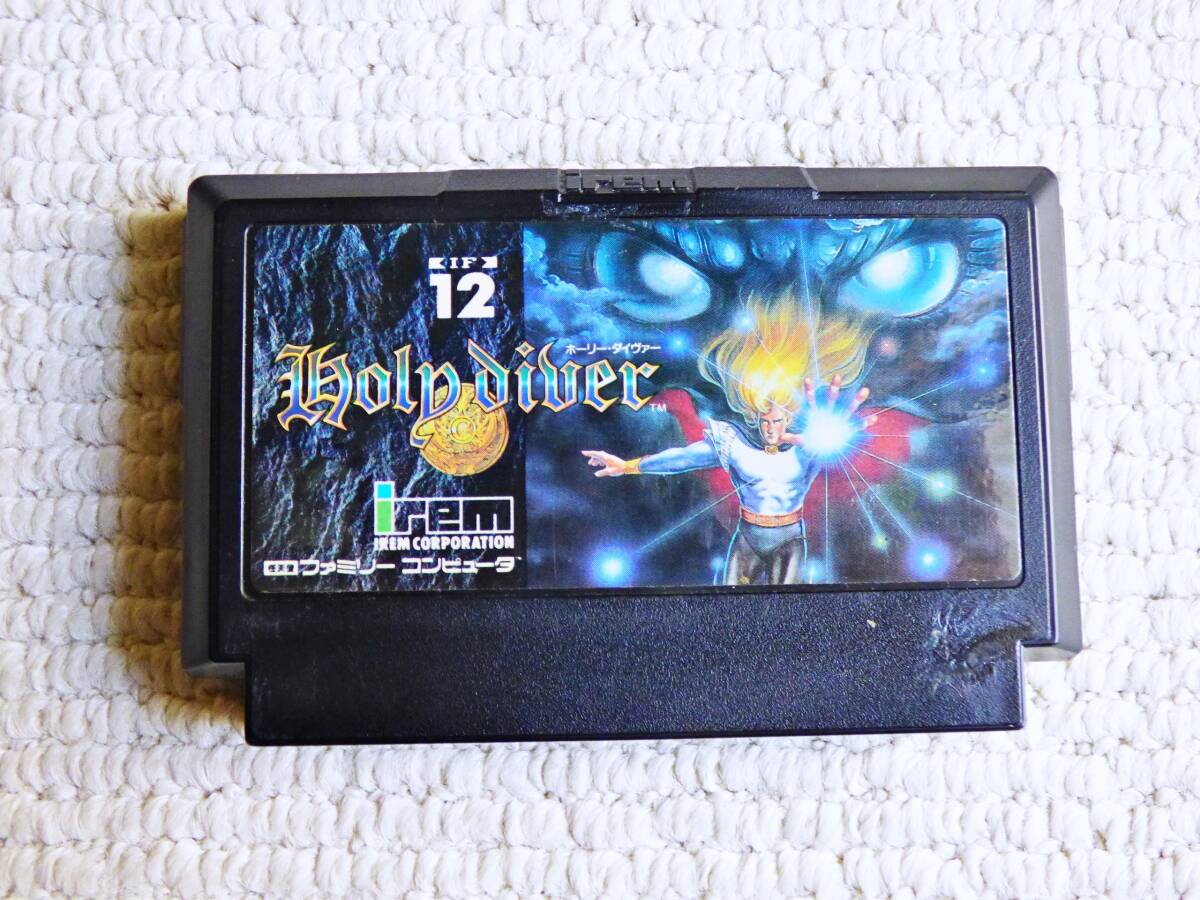 irem
IF
12
ホーリー・ダイヴァー
Holy diver
TM
irem
IREM CORPORATION
ファミリー コンピュータ